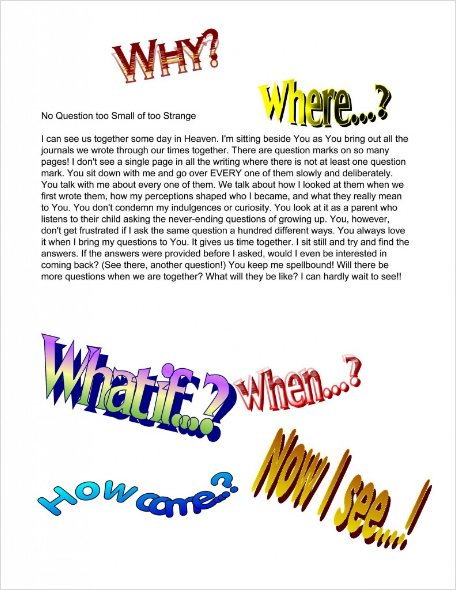 WHY?
Where...?
No Question too Small of too Strange
I can see us together some day in Heaven. I'm sitting beside You as You bring out all the
journals we wrote through our times together. There are question marks on so many
pages! I don't see a single page in all the writing where there is not at least one question
mark. You sit down with me and go over EVERY one of them slowly and deliberately.
You talk with me about every one of them. We talk about how I looked at them when we
first wrote them, how my perceptions shaped who I became, and what they really mean
to You. You don't condemn my indulgences or curiosity. You look at it as a parent who
listens to their child asking the never-ending questions of growing up. You, however,
don't get frustrated if I ask the same question a hundred different ways. You always love
it when I bring my questions to You. It gives us time together. I sit still and try and find the
answers. If the answers were provided before I asked, would I even be interested in
coming back? (See there, another question!) You keep me spellbound! Will there be
more questions when we are together? What will they be like? I can hardly wait to see!!
What if...?
When...?
How come..?
Now I see....!